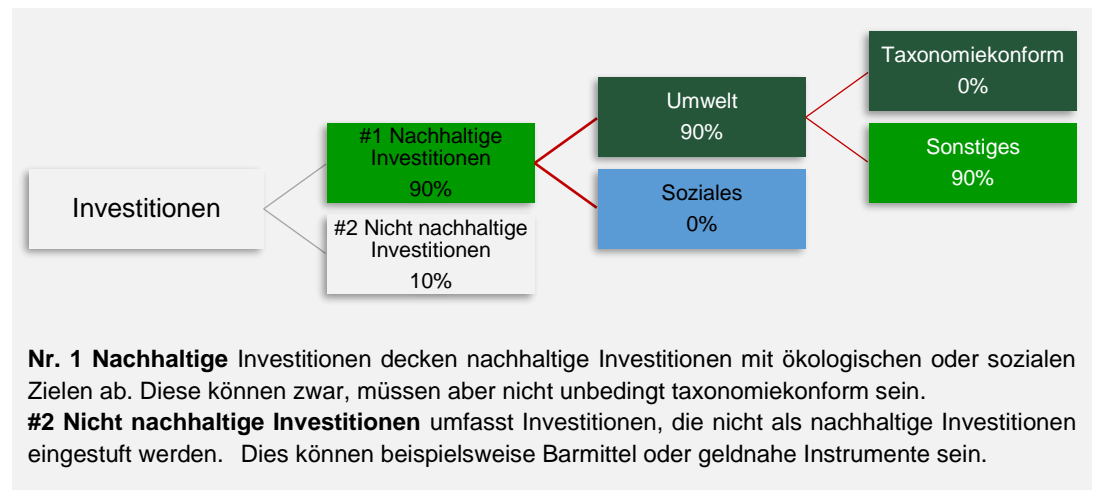 Investitionen
#1 Nachhaltige
Investitionen
90%
#2 Nicht nachhaltige
Investitionen
10%
Umwelt
90%
Soziales
0%
Taxonomiekonform
0%
Sonstiges
90%
Nr. 1 Nachhaltige Investitionen decken nachhaltige Investitionen mit ökologischen oder sozialen
Zielen ab. Diese können zwar, müssen aber nicht unbedingt taxonomiekonform sein.
#2 Nicht nachhaltige Investitionen umfasst Investitionen, die nicht als nachhaltige Investitionen
eingestuft werden. Dies können beispielsweise Barmittel oder geldnahe Instrumente sein.